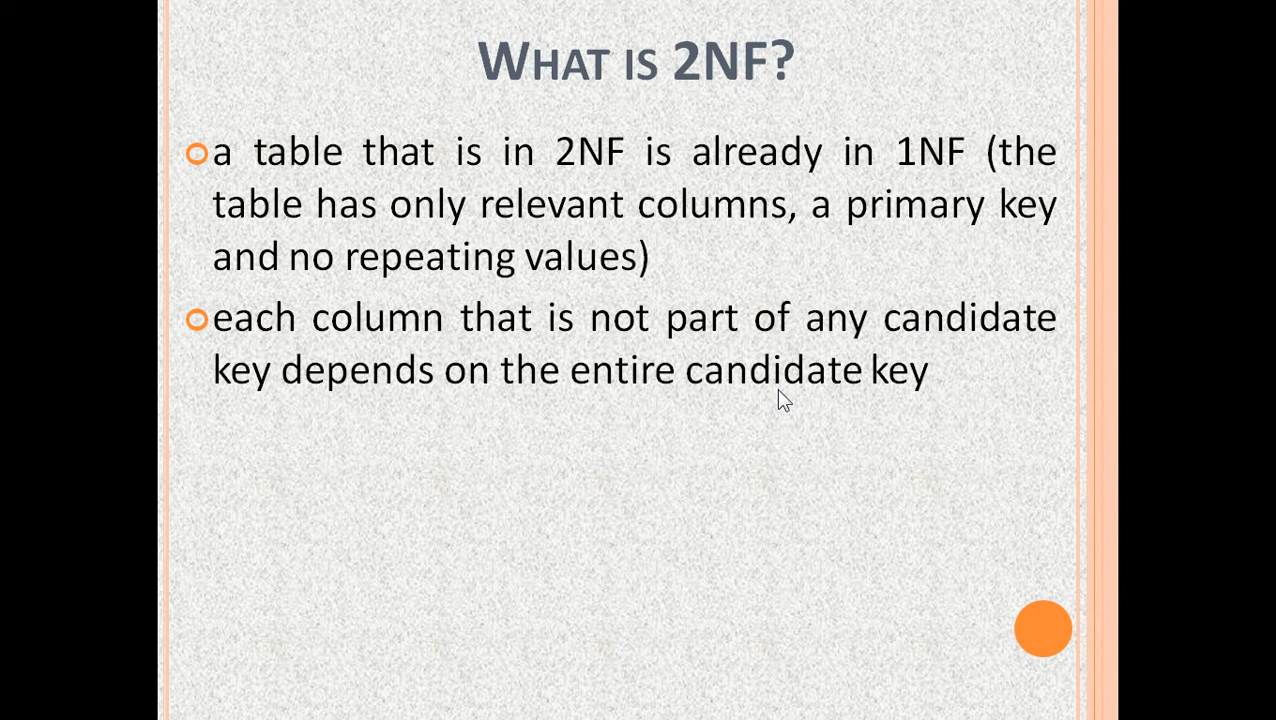 What is 2NF?
a table that is in 2NF is already in 1NF (the
table has only relevant columns, a primary key
and no repeating values)
each column that is not part of any candidate
key depends on the entire candidate key